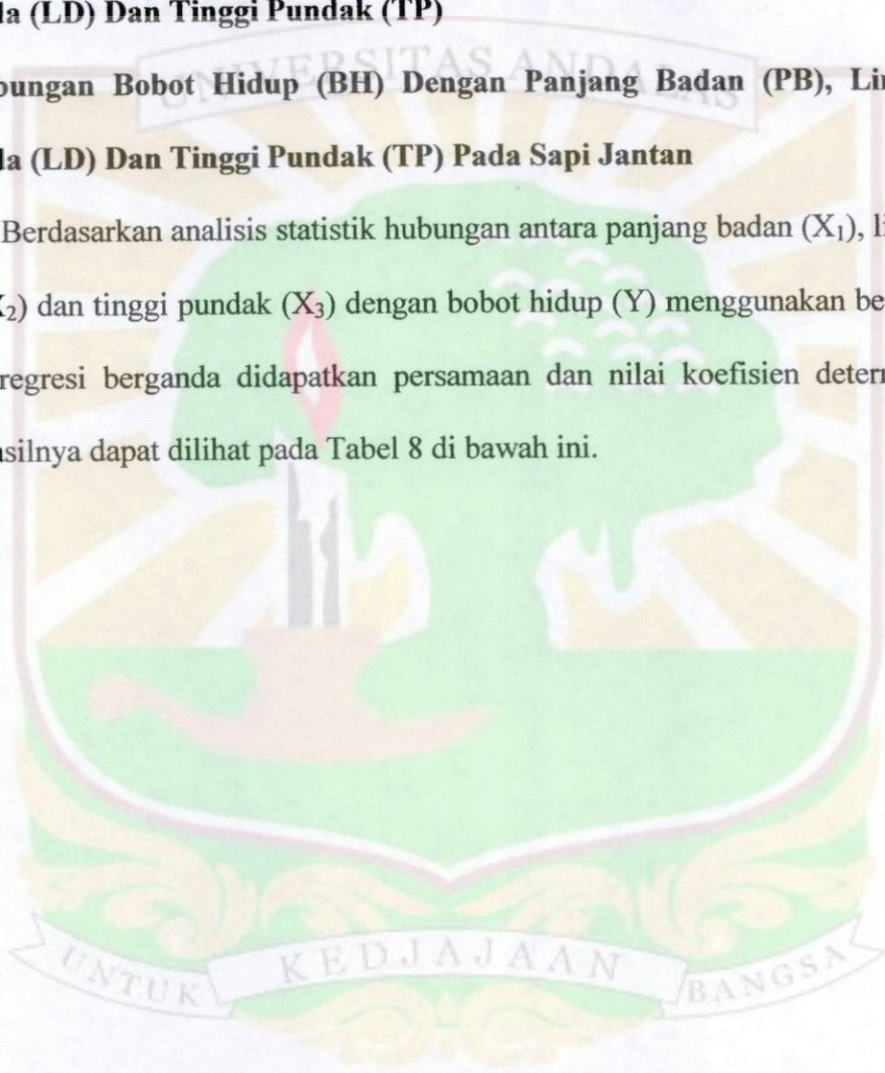 da (LD) Dan Tinggi Pundak (TP)
bungan Bobot Hidup (BH) Dengan Panjang Badan (PB), Lin
da (LD) Dan Tinggi Pundak (TP) Pada Sapi Jantan
Berdasarkan analisis statistik hubungan antara panjang badan (X₁), li
X₂) dan tinggi pundak (X₃) dengan bobot hidup (Y) menggunakan be
regresi berganda didapatkan persamaan dan nilai koefisien deter
asilnya dapat dilihat pada Tabel 8 di bawah ini.
UNIVERSITAS ANDALAS
UNTUK KEDJAJAAN BANGSA